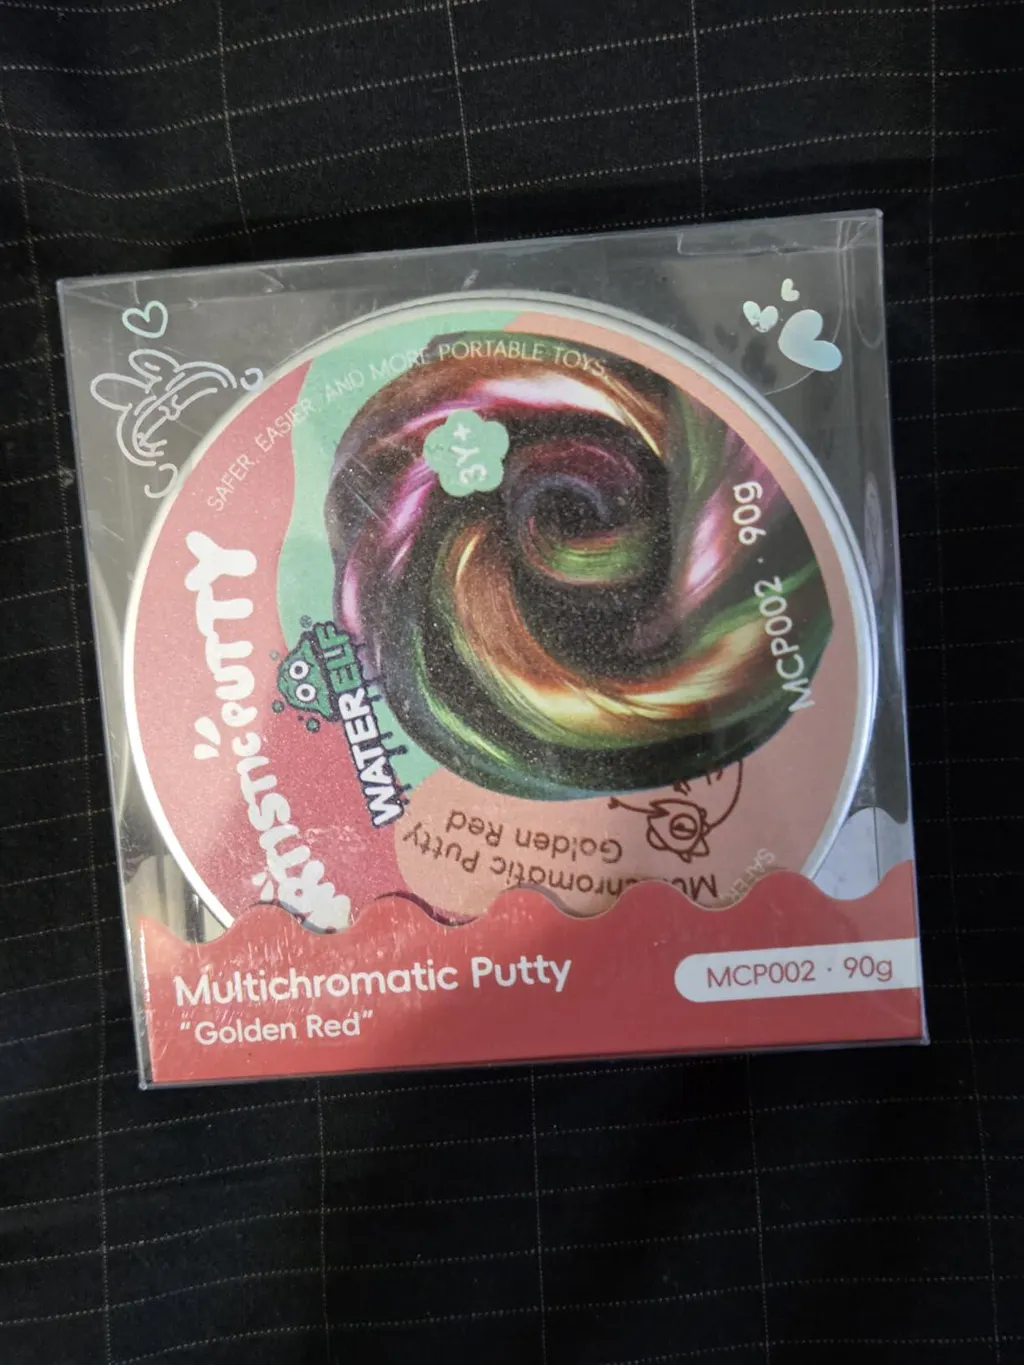 SAFER, EASIER, AND MORE PORTABLE TOYS.
3Y+
ARTISTIC PUTTY
WATER ELF®
MCP002 · 90g
Multichromatic Putty
Golden Red
SAFER
Multichromatic Putty
"Golden Red"
MCP002 · 90g